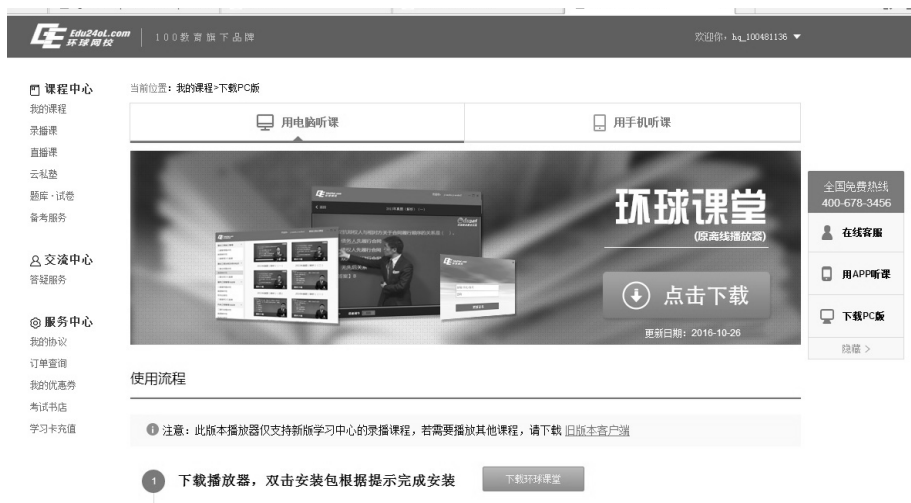 Edu24oL.com
环球网校
100教育旗下品牌
欢迎你，hq_100481136
课程中心
我的课程
录播课
直播课
云私塾
题库·试卷
备考服务
交流中心
答疑服务
服务中心
我的协议
订单查询
我的优惠券
考试书店
学习卡充值
当前位置：我的课程>下载PC版
用电脑听课
用手机听课
环球课堂
(原离线播放器)
点击下载
更新日期：2016-10-26
使用流程
注意：此版本播放器仅支持新版学习中心的录播课程，若需要播放其他课程，请下载 旧版本客户端
1 下载播放器，双击安装包根据提示完成安装
下载环球课堂
全国免费热线
400-678-3456
在线客服
用APP听课
下载PC版
隐藏 >